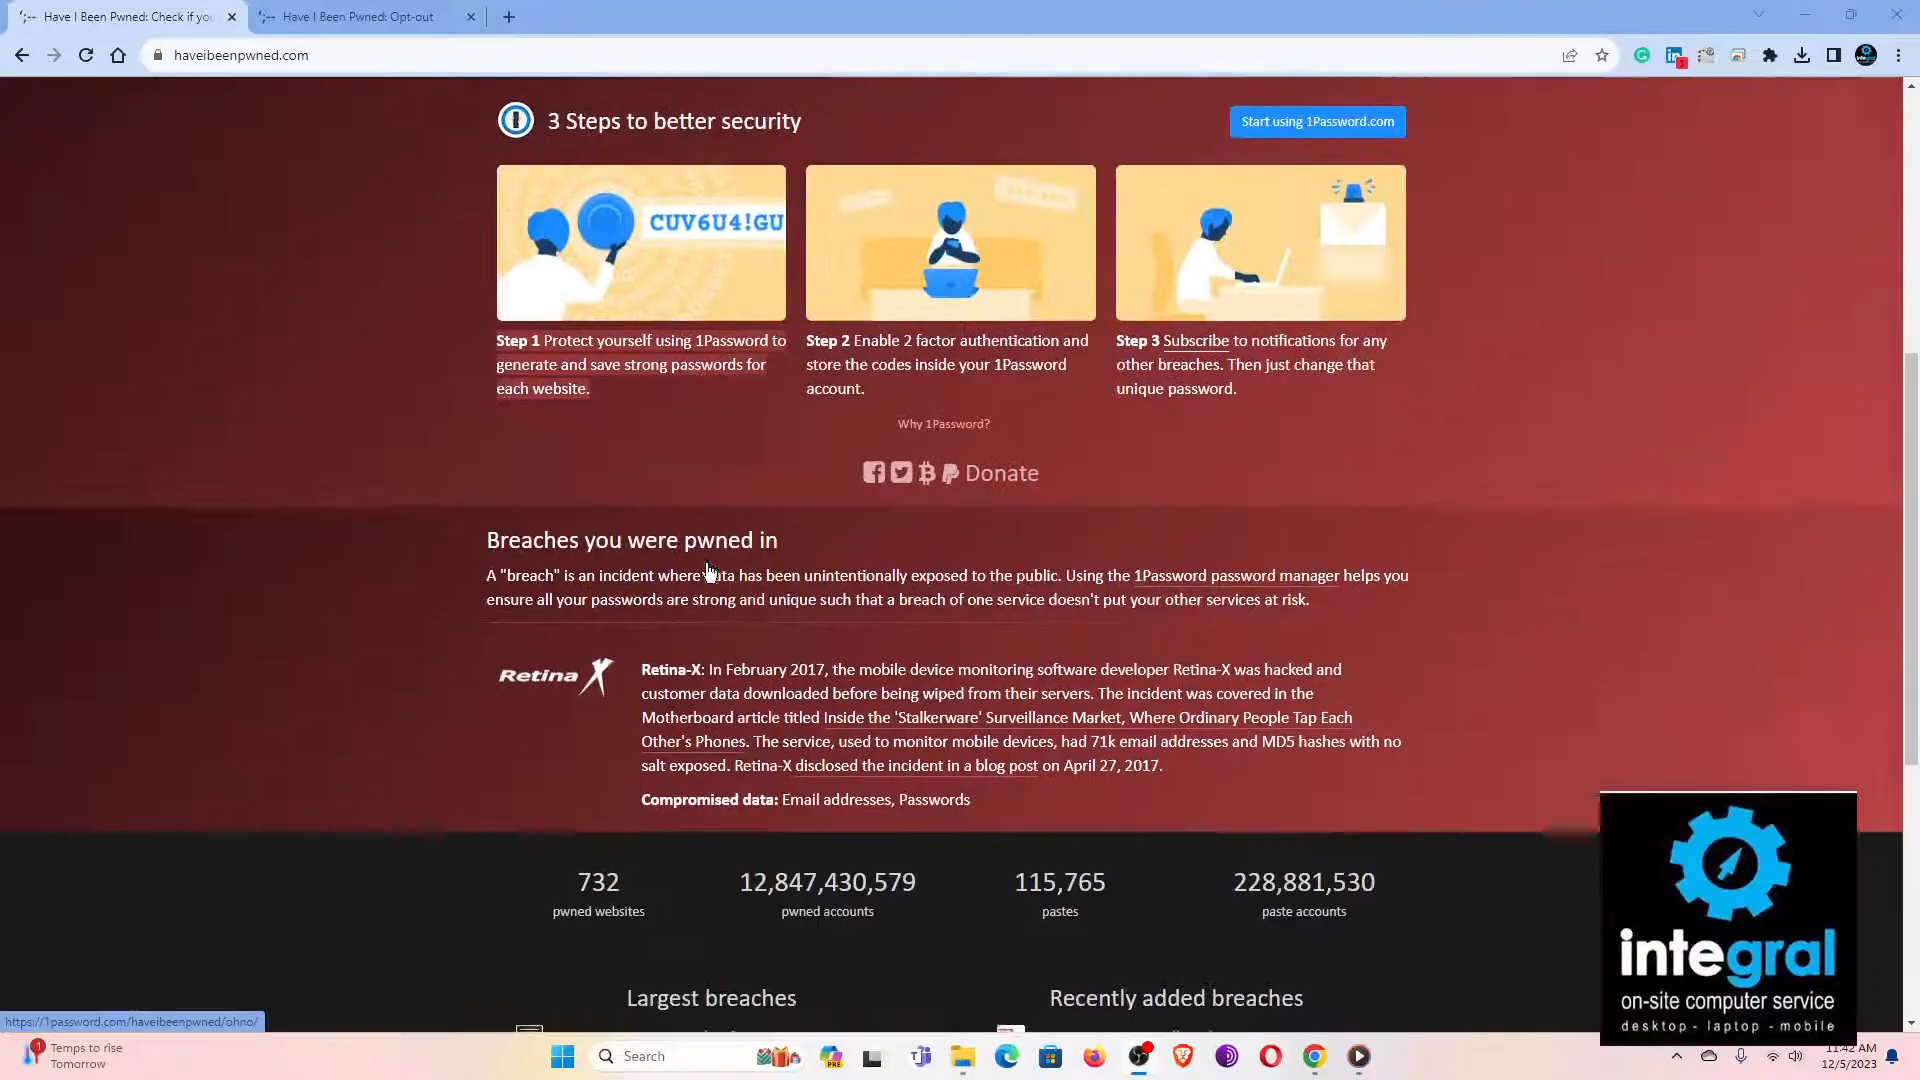 Have I Been Pwned: Check if you
Have I Been Pwned: Opt-out
haveibeenpwned.com
3 Steps to better security
Start using 1Password.com
CUV6U4!GU
Step 1 Protect yourself using 1Password to
generate and save strong passwords for
each website.
Step 2 Enable 2 factor authentication and
store the codes inside your 1Password
account.
Step 3 Subscribe to notifications for any
other breaches. Then just change that
unique password.
Why 1Password?
Donate
Breaches you were pwned in
A "breach" is an incident where data has been unintentionally exposed to the public. Using the 1Password password manager helps you
ensure all your passwords are strong and unique such that a breach of one service doesn't put your other services at risk.
Retina X
Retina-X: In February 2017, the mobile device monitoring software developer Retina-X was hacked and
customer data downloaded before being wiped from their servers. The incident was covered in the
Motherboard article titled Inside the 'Stalkerware' Surveillance Market, Where Ordinary People Tap Each
Other's Phones. The service, used to monitor mobile devices, had 71k email addresses and MD5 hashes with no
salt exposed. Retina-X disclosed the incident in a blog post on April 27, 2017.
Compromised data: Email addresses, Passwords
732
pwned websites
12,847,430,579
pwned accounts
115,765
pastes
228,881,530
paste accounts
Largest breaches
Recently added breaches
integral
on-site computer service
desktop - laptop - mobile
https://1password.com/haveibeenpwned/ohno/
1
Temps to rise
Tomorrow
Search
PRE
11:42 AM
12/5/2023